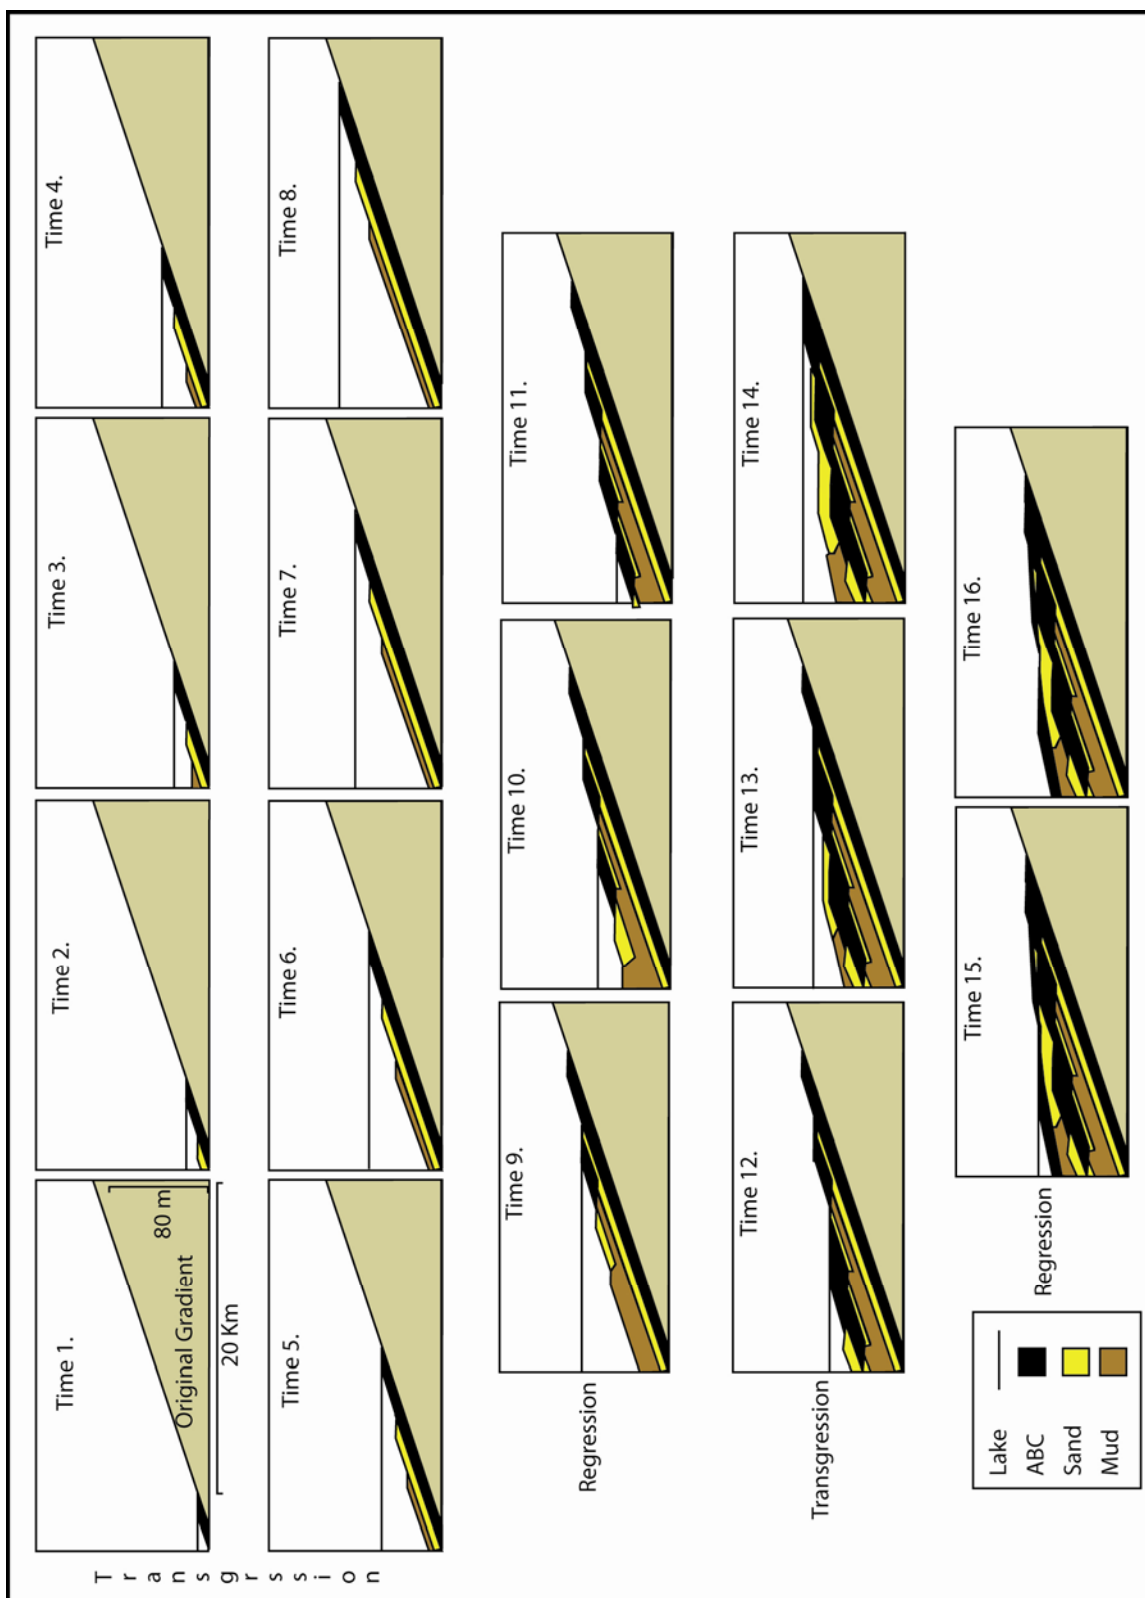 Transgrssion
Time 1.
Original Gradient
80 m
20 Km
Time 2.
Time 3.
Time 4.
Time 5.
Time 6.
Time 7.
Time 8.
Regression
Time 9.
Time 10.
Time 11.
Transgression
Time 12.
Time 13.
Time 14.
Regression
Time 15.
Time 16.
Lake
ABC
Sand
Mud